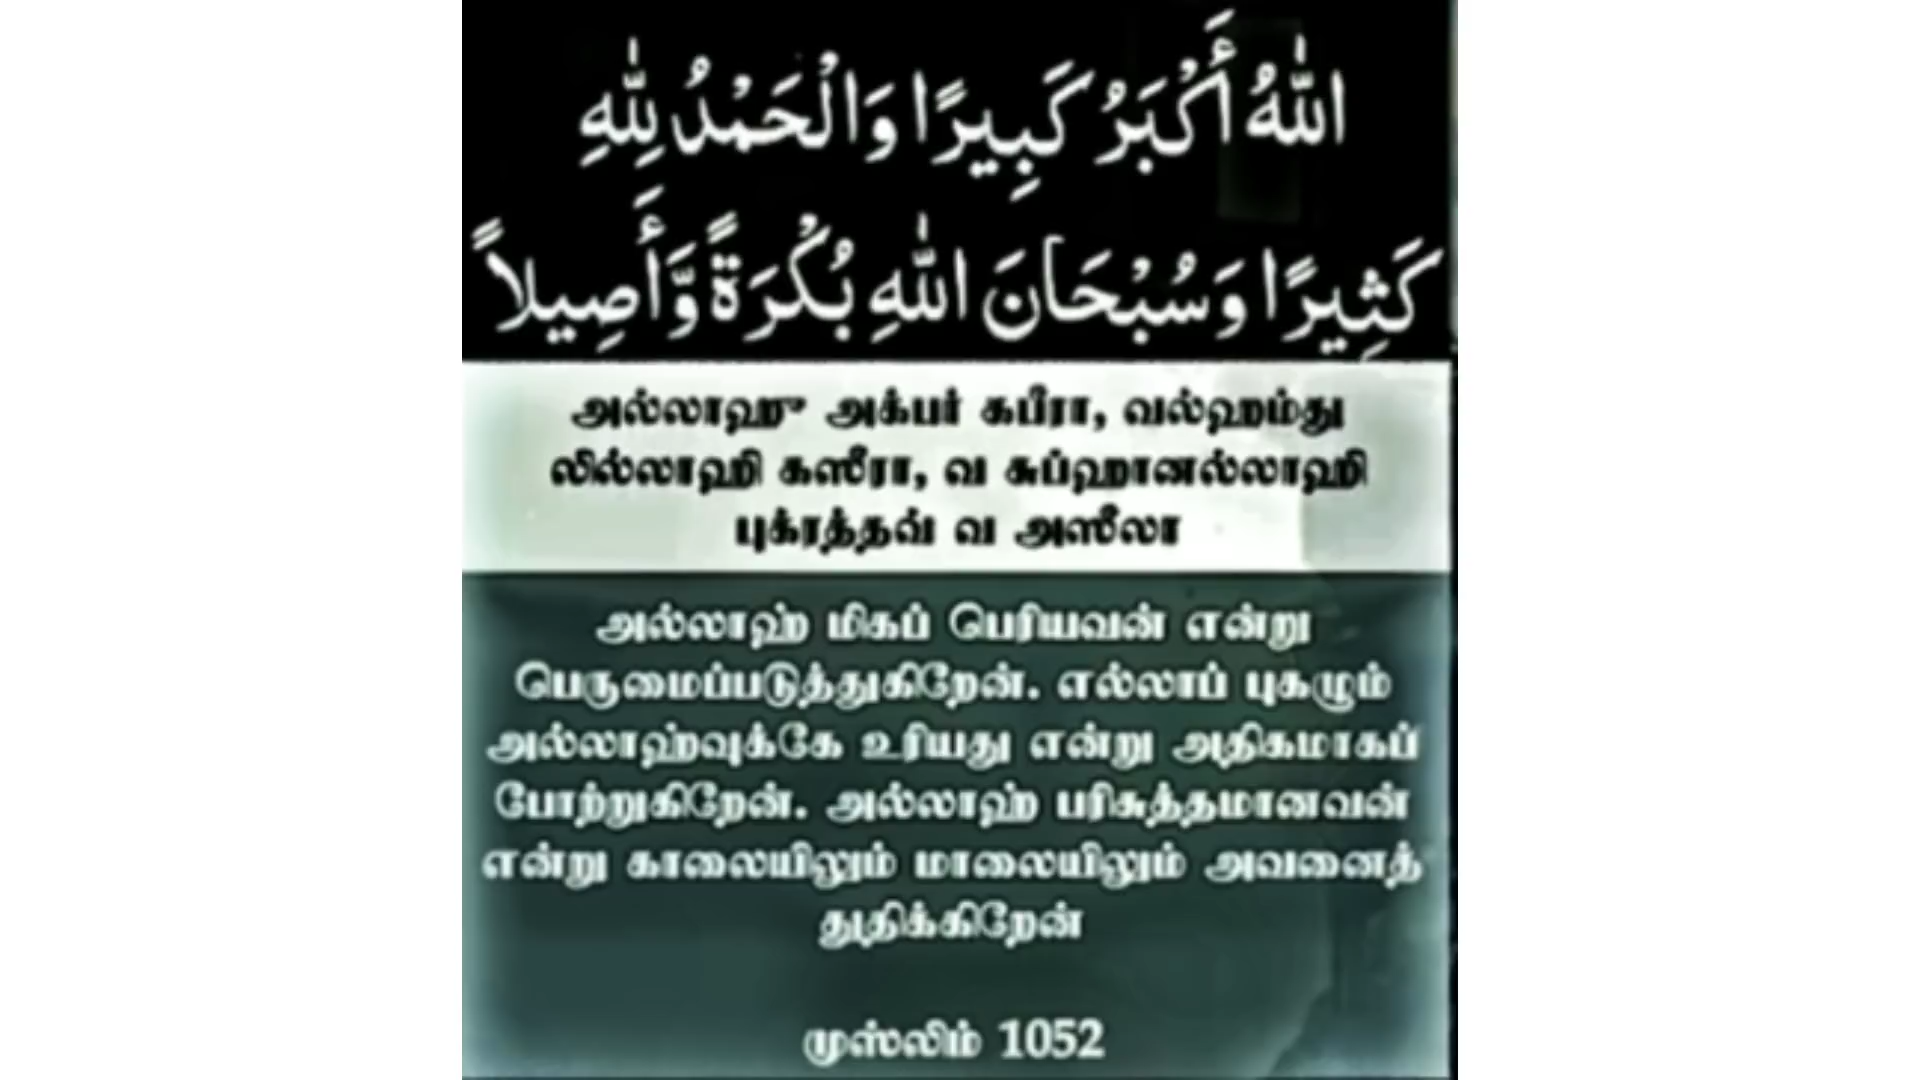 اللهُ أَكْبَرُ كَبِيرًا وَالْحَمْدُ لِلّٰهِ
كَثِيرًا وَسُبْحَانَ اللهِ بُكْرَةً وَّأَصِيلاً
அல்லாஹு அக்பர் கபீரா, வல்ஹம்து
லில்லாஹி கஸீரா, வ சுப்ஹானல்லாஹி
புக்ரத்தவ் வ அஸீலா
அல்லாஹ் மிகப் பெரியவன் என்று
பெருமைப்படுத்துகிறேன். எல்லாப் புகழும்
அல்லாஹ்வுக்கே உரியது என்று அதிகமாகப்
போற்றுகிறேன். அல்லாஹ் பரிசுத்தமானவன்
என்று காலையிலும் மாலையிலும் அவனைத்
துதிக்கிறேன்
முஸ்லிம் 1052